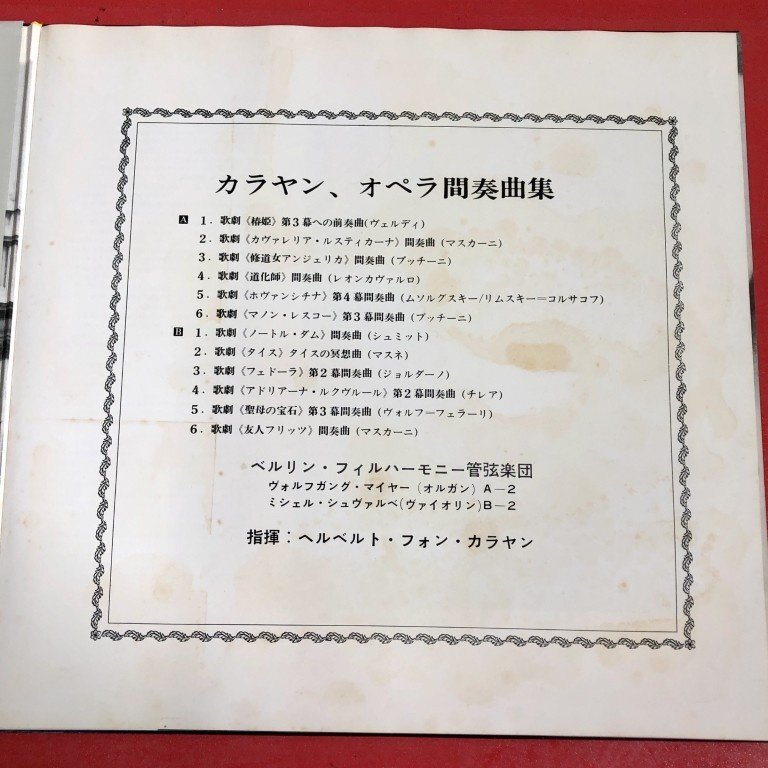 カラヤン、オペラ間奏曲集
A 1. 歌劇《椿姫》第3幕への前奏曲(ヴェルディ)
2. 歌劇《カヴァレリア・ルスティカーナ》間奏曲(マスカーニ)
3. 歌劇《修道女アンジェリカ》間奏曲(プッチーニ)
4. 歌劇《道化師》間奏曲(レオンカヴァルロ)
5. 歌劇《ホヴァンシチナ》第4幕間奏曲(ムソルグスキー/リムスキー=コルサコフ)
6. 歌劇《マノン・レスコー》第3幕間奏曲(プッチーニ)
B 1. 歌劇《ノートル・ダム》間奏曲(シュミット)
2. 歌劇《タイス》タイスの冥想曲(マスネ)
3. 歌劇《フェドーラ》第2幕間奏曲(ジョルダーノ)
4. 歌劇《アドリアーナ・ルクヴルール》第2幕間奏曲(チレア)
5. 歌劇《聖母の宝石》第3幕間奏曲(ヴォルフ=フェラーリ)
6. 歌劇《友人フリッツ》間奏曲(マスカーニ)
ベルリン・フィルハーモニー管弦楽団
ヴォルフガング・マイヤー(オルガン)A-2
ミシェル・シュヴァルベ(ヴァイオリン)B-2
指揮:ヘルベルト・フォン・カラヤン